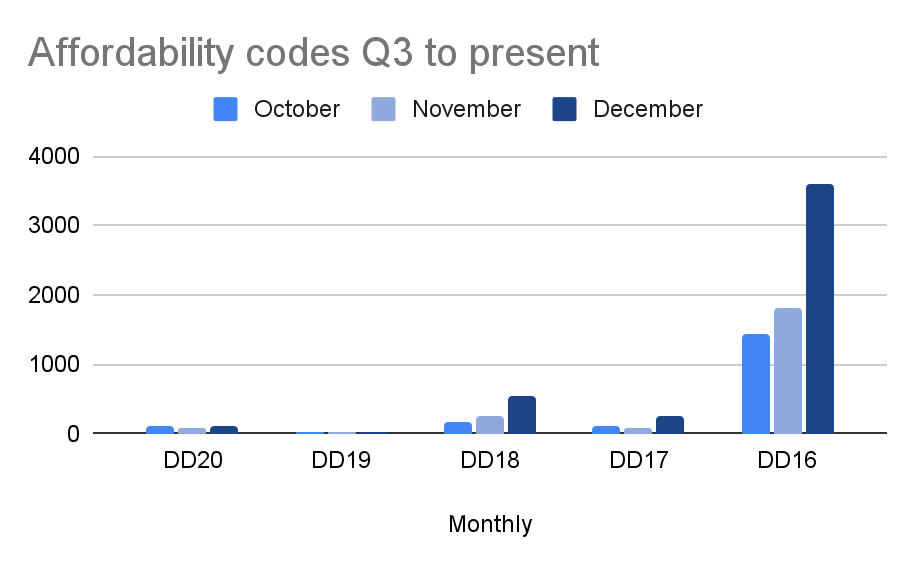 Affordability codes Q3 to present
October November December
4000
3000
2000
1000
0
DD20 DD19 DD18 DD17 DD16
Monthly